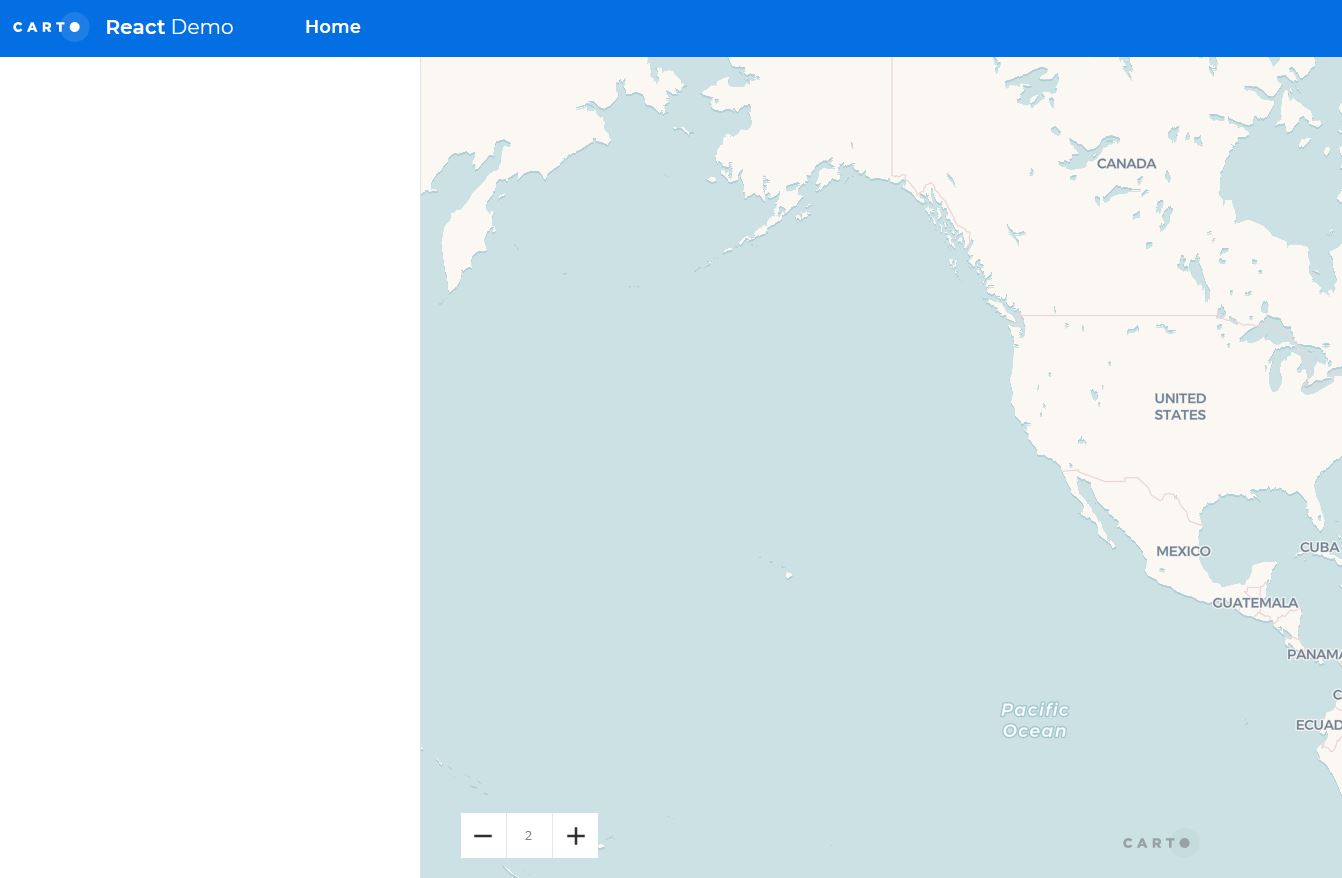 CARTO React Demo Home
CANADA
UNITED
STATES
MEXICO
CUBA
GUATEMALA
PANAMA
C
ECUAD
Pacific
Ocean
2
CARTO